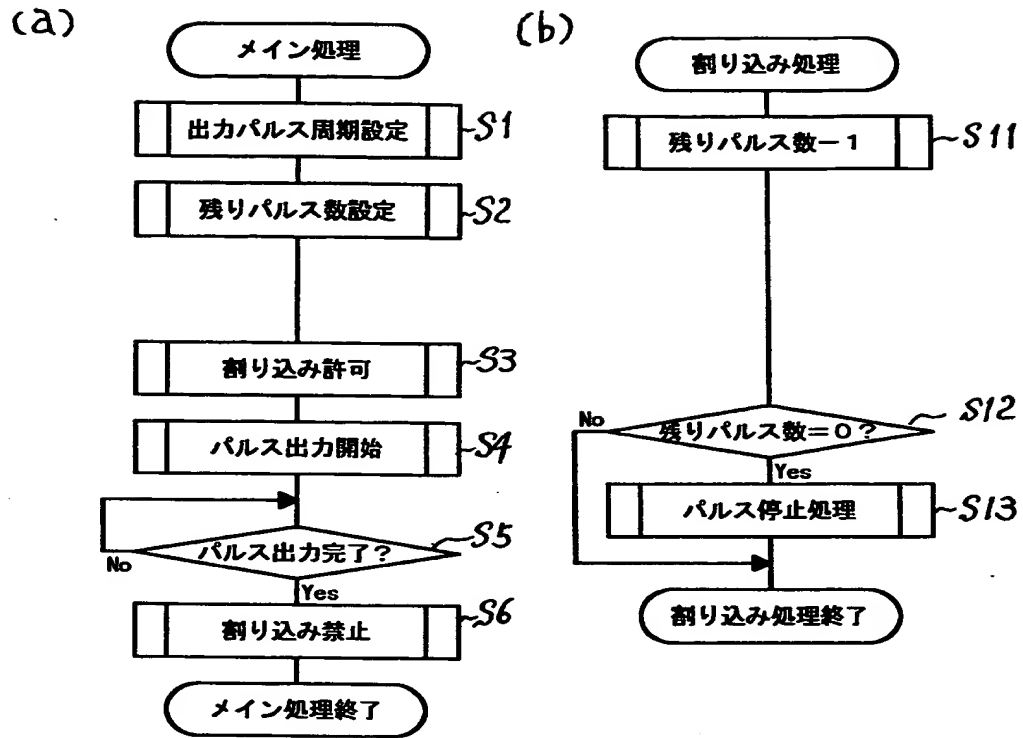 (a)
メイン処理
出力パルス周期設定
S1
残りパルス数設定
S2
割り込み許可
S3
パルス出力開始
S4
パルス出力完了?
S5
No
Yes
割り込み禁止
S6
メイン処理終了
(b)
割り込み処理
残りパルス数-1
S11
残りパルス数=0?
S12
No
Yes
パルス停止処理
S13
割り込み処理終了